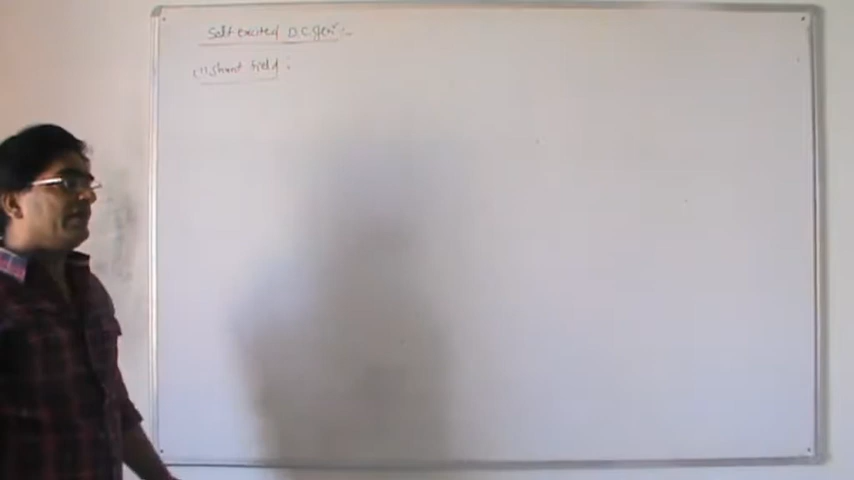 Self excited D.C gen^r :-
(1) Shunt field :